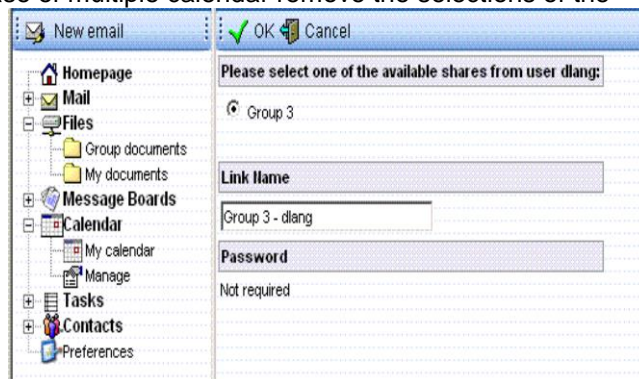 ase of multiple calendar remove the selections of the
New email
OK Cancel
Homepage
Mail
Files
Group documents
My documents
Message Boards
Calendar
My calendar
Manage
Tasks
Contacts
Preferences
Please select one of the available shares from user dlang:
Group 3
Link Name
Group 3 - dlang
Password
Not required